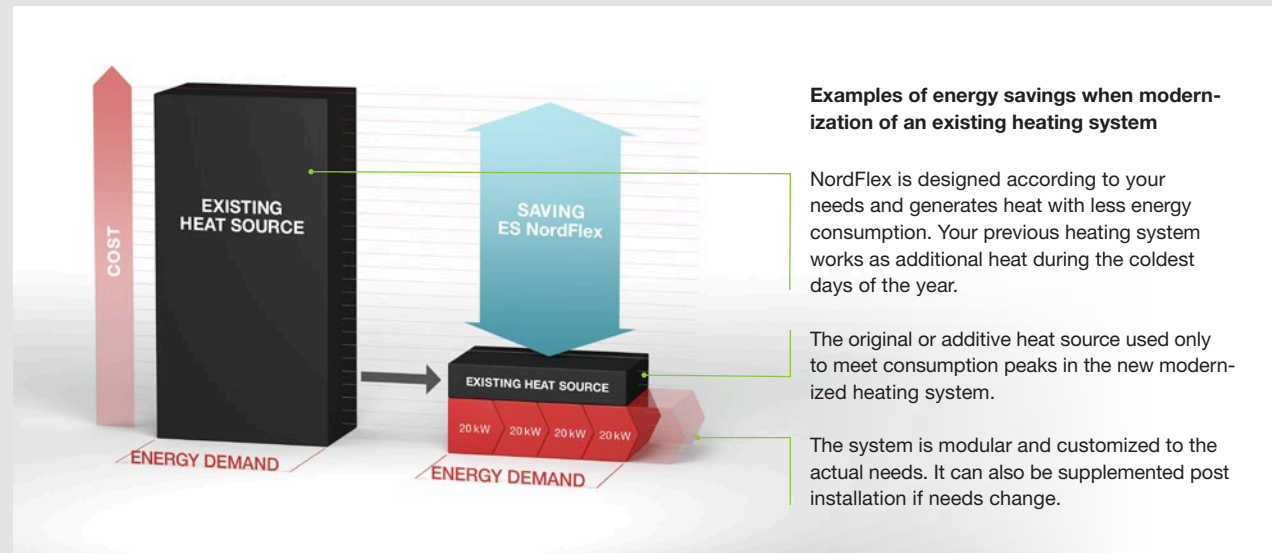 COST
EXISTING
HEAT SOURCE
ENERGY DEMAND
SAVING
ES NordFlex
EXISTING HEAT SOURCE
20 kW 20 kW 20 kW 20 kW
ENERGY DEMAND
Examples of energy savings when modern-
ization of an existing heating system
NordFlex is designed according to your
needs and generates heat with less energy
consumption. Your previous heating system
works as additional heat during the coldest
days of the year.
The original or additive heat source used only
to meet consumption peaks in the new modern-
ized heating system.
The system is modular and customized to the
actual needs. It can also be supplemented post
installation if needs change.